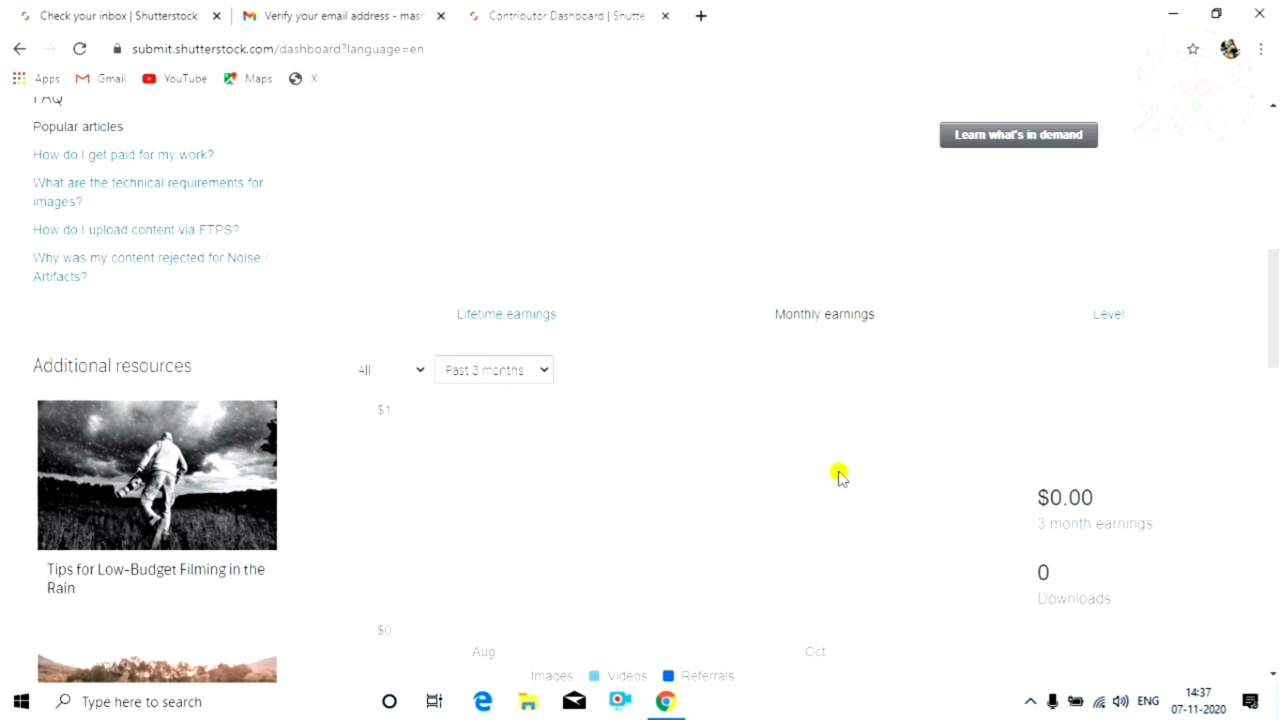 Check your inbox | Shutterstock
Verify your email address - mas
Contributor Dashboard | Shutte
submit.shutterstock.com/dashboard?language=en
Apps
Gmail
YouTube
Maps
X
FAQ
Popular articles
Learn what's in demand
How do I get paid for my work?
What are the technical requirements for
images?
How do I upload content via FTPS?
Why was my content rejected for Noise /
Artifacts?
Lifetime earnings
Monthly earnings
Level
Additional resources
All
Past 3 months
$1
$0.00
3 month earnings
Tips for Low-Budget Filming in the
Rain
0
Downloads
$0
Aug
Oct
Images
Videos
Referrals
Type here to search
ENG
14:37
07-11-2020